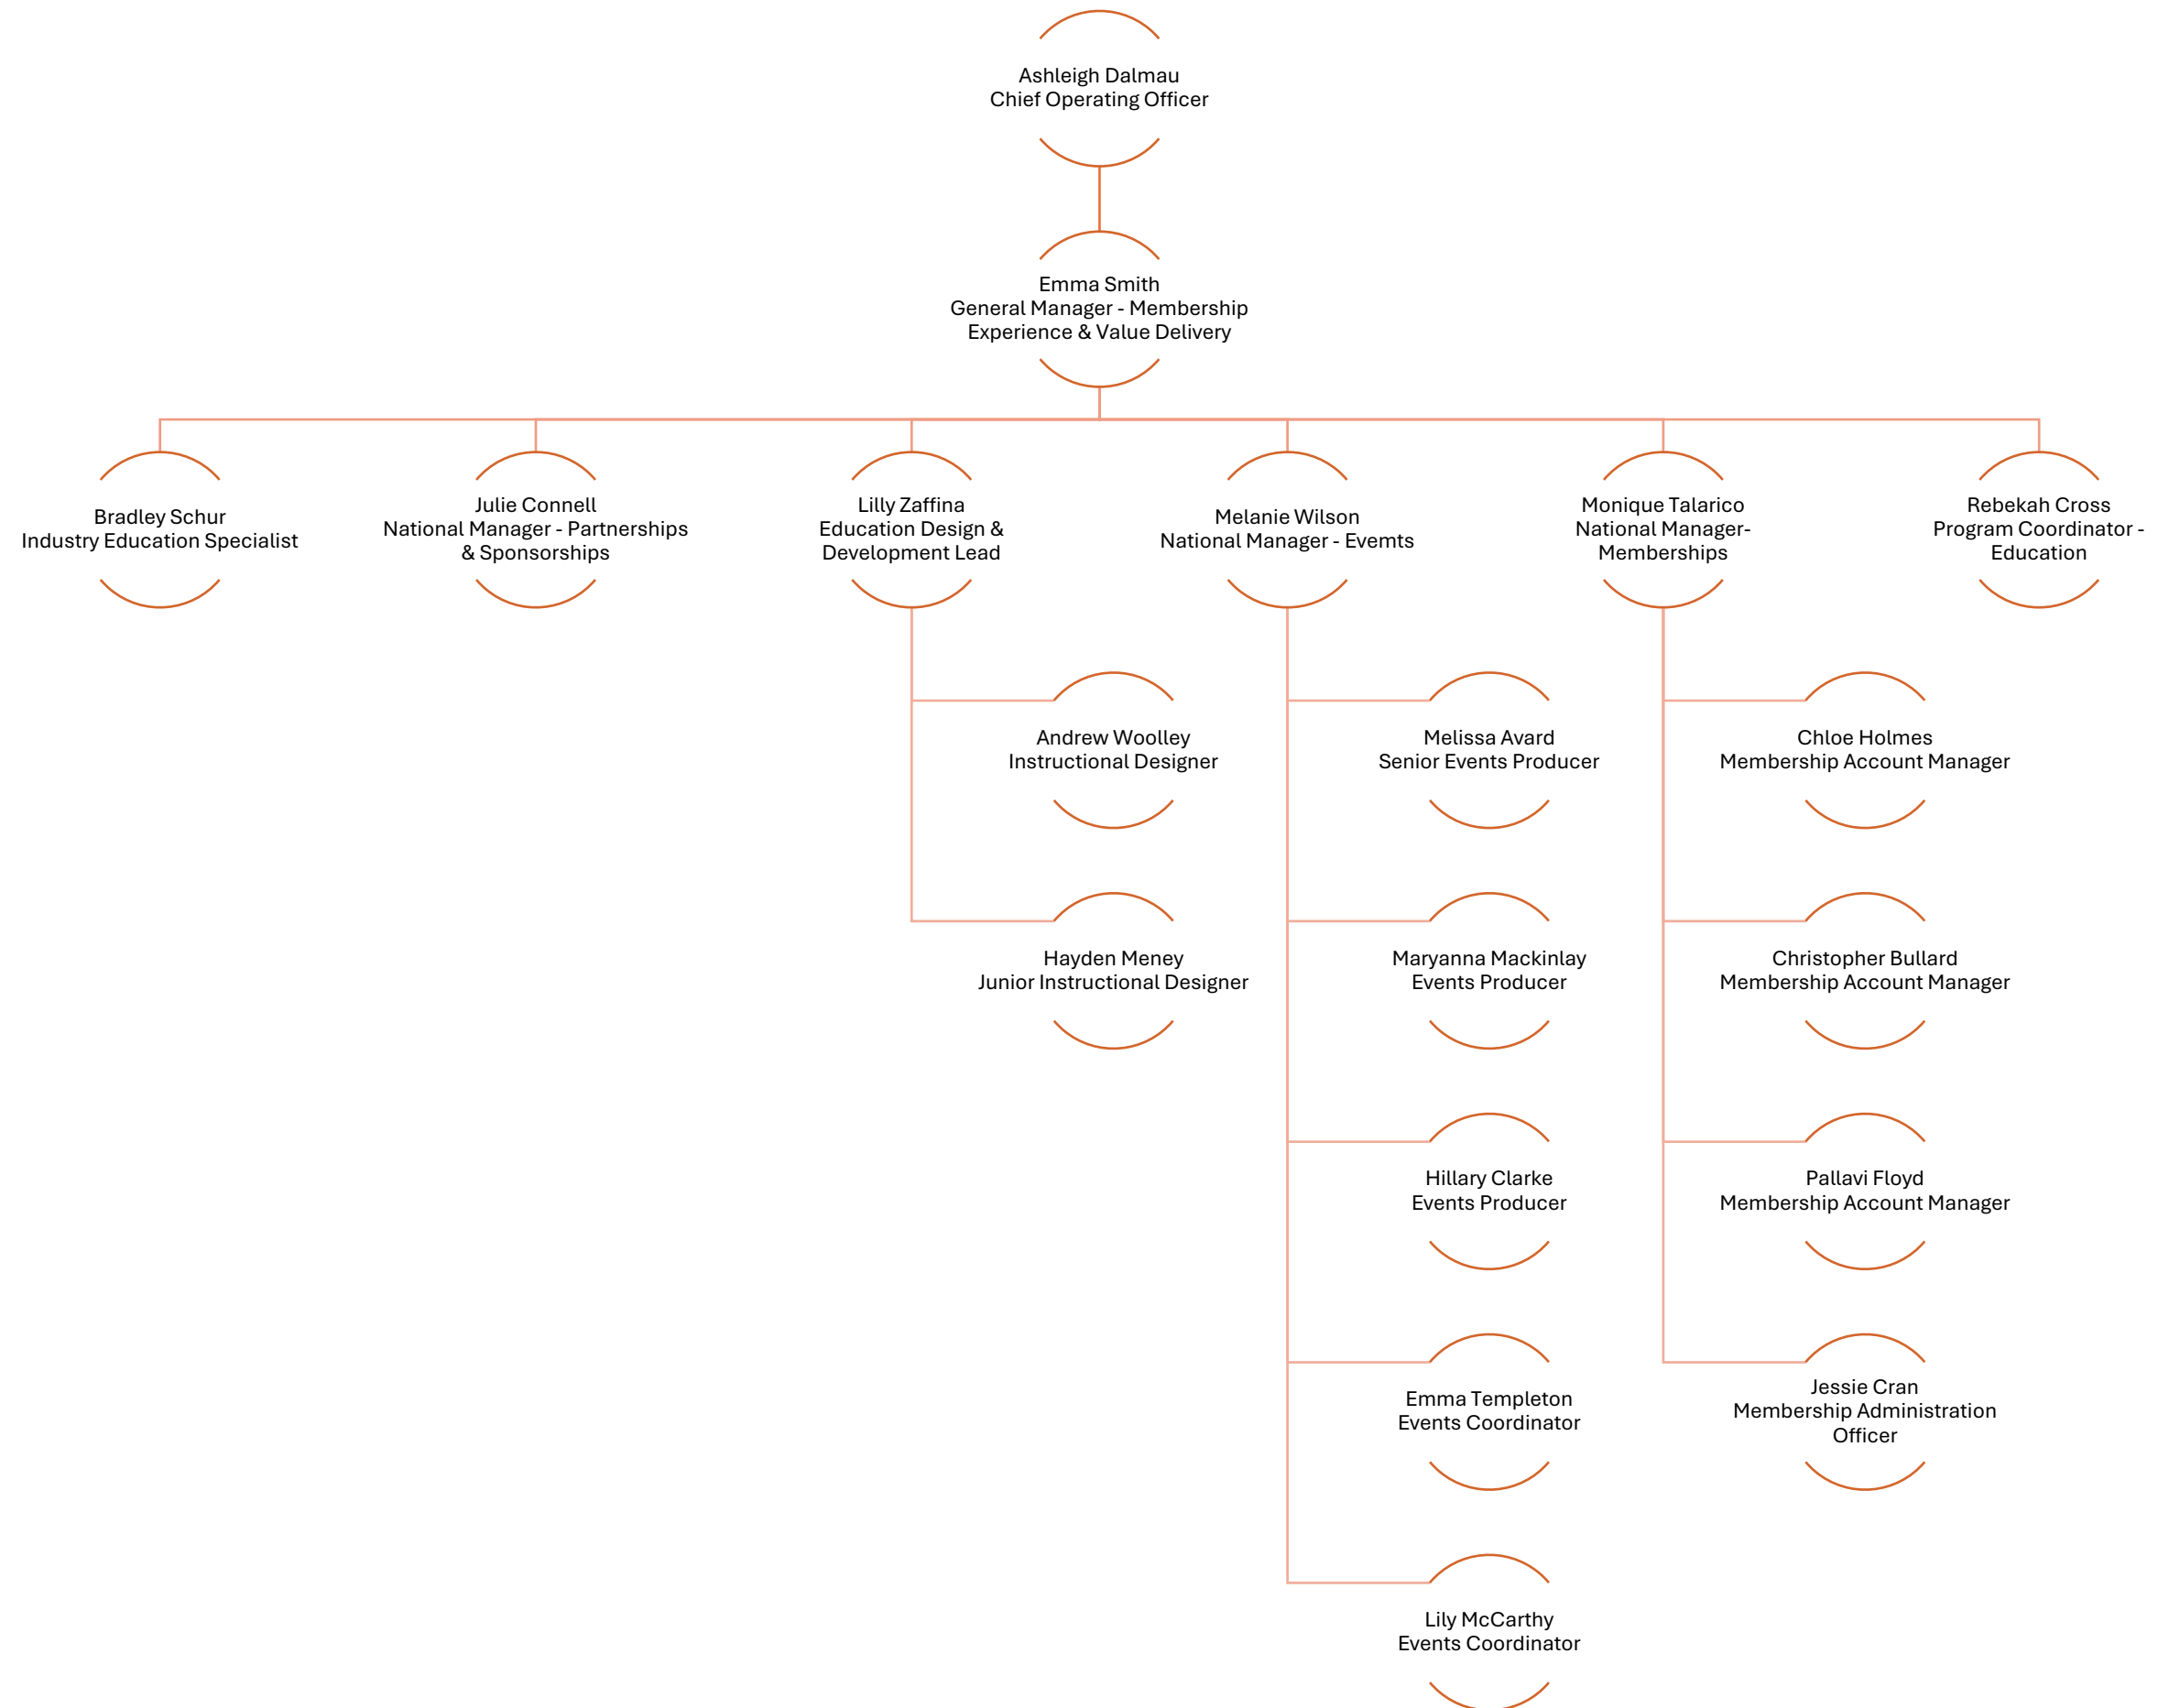 Ashleigh Dalmau
Chief Operating Officer
Emma Smith
General Manager - Membership
Experience & Value Delivery
Bradley Schur
Industry Education Specialist
Julie Connell
National Manager - Partnerships
& Sponsorships
Lilly Zaffina
Education Design &
Development Lead
Melanie Wilson
National Manager - Evemts
Monique Talarico
National Manager-
Memberships
Rebekah Cross
Program Coordinator -
Education
Andrew Woolley
Instructional Designer
Hayden Meney
Junior Instructional Designer
Melissa Avard
Senior Events Producer
Maryanna Mackinlay
Events Producer
Hillary Clarke
Events Producer
Emma Templeton
Events Coordinator
Lily McCarthy
Events Coordinator
Chloe Holmes
Membership Account Manager
Christopher Bullard
Membership Account Manager
Pallavi Floyd
Membership Account Manager
Jessie Cran
Membership Administration
Officer